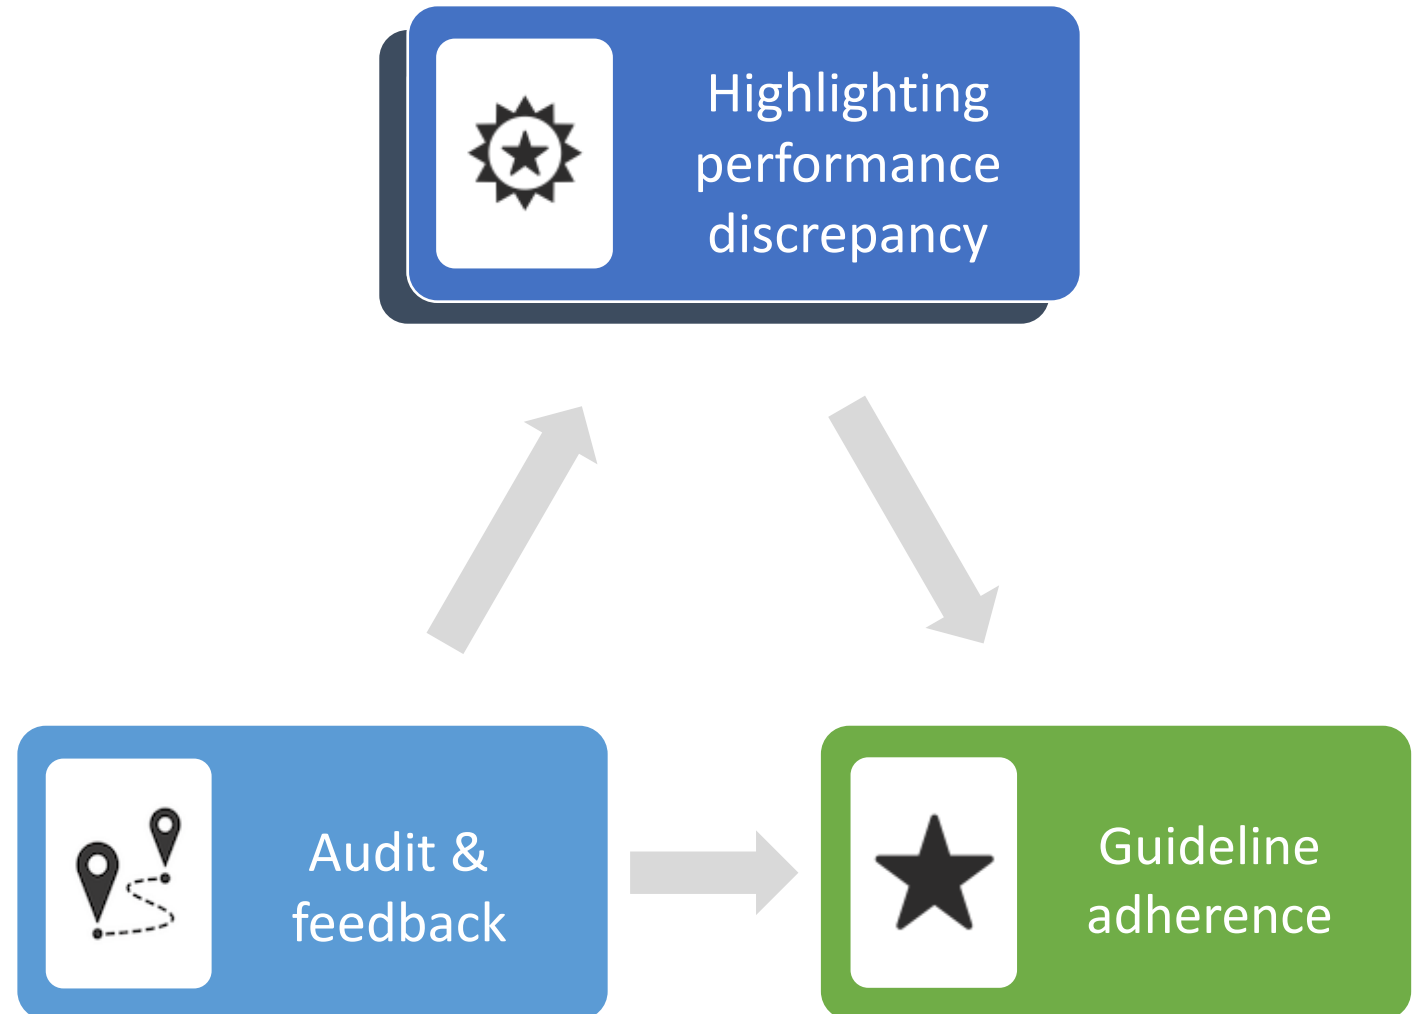 Highlighting
performance
discrepancy
Audit &
feedback
Guideline
adherence